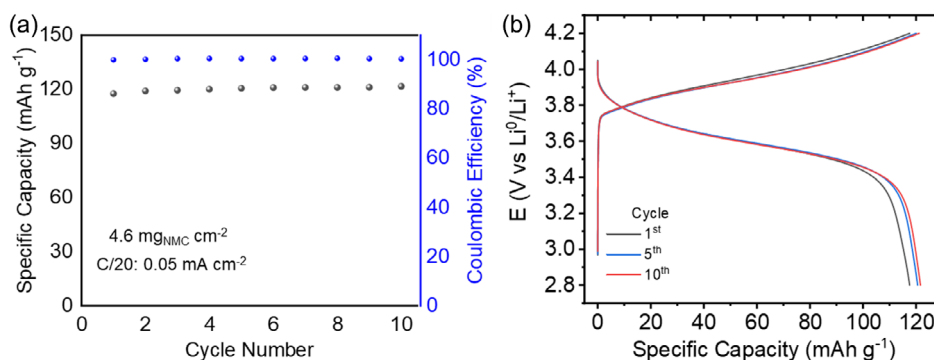 (a)
150
120
90
60
30
0
Specific Capacity (mAh g⁻¹)
0 2 4 6 8 10
Cycle Number
100
80
60
40
20
0
Coulombic Efficiency (%)
4.6 mg_NMC cm⁻²
C/20: 0.05 mA cm⁻²
(b)
4.2
4.0
3.8
3.6
3.4
3.2
3.0
2.8
E (V vs Li⁰/Li⁺)
Cycle
1st
5th
10th
0 20 40 60 80 100 120
Specific Capacity (mAh g⁻¹)